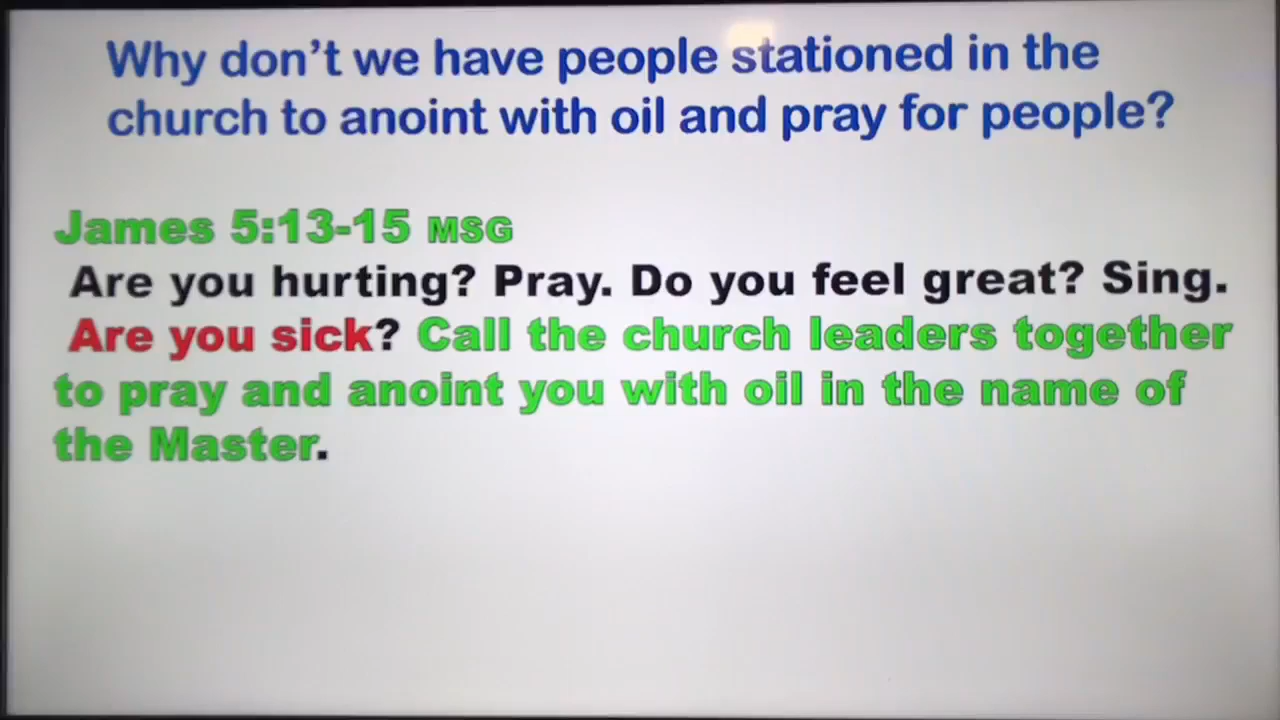 Why don't we have people stationed in the
church to anoint with oil and pray for people?
James 5:13-15 MSG
Are you hurting? Pray. Do you feel great? Sing.
Are you sick? Call the church leaders together
to pray and anoint you with oil in the name of
the Master.